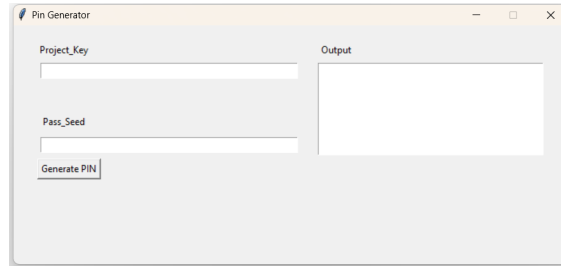 Pin Generator
Project_Key
Output
Pass_Seed
Generate PIN